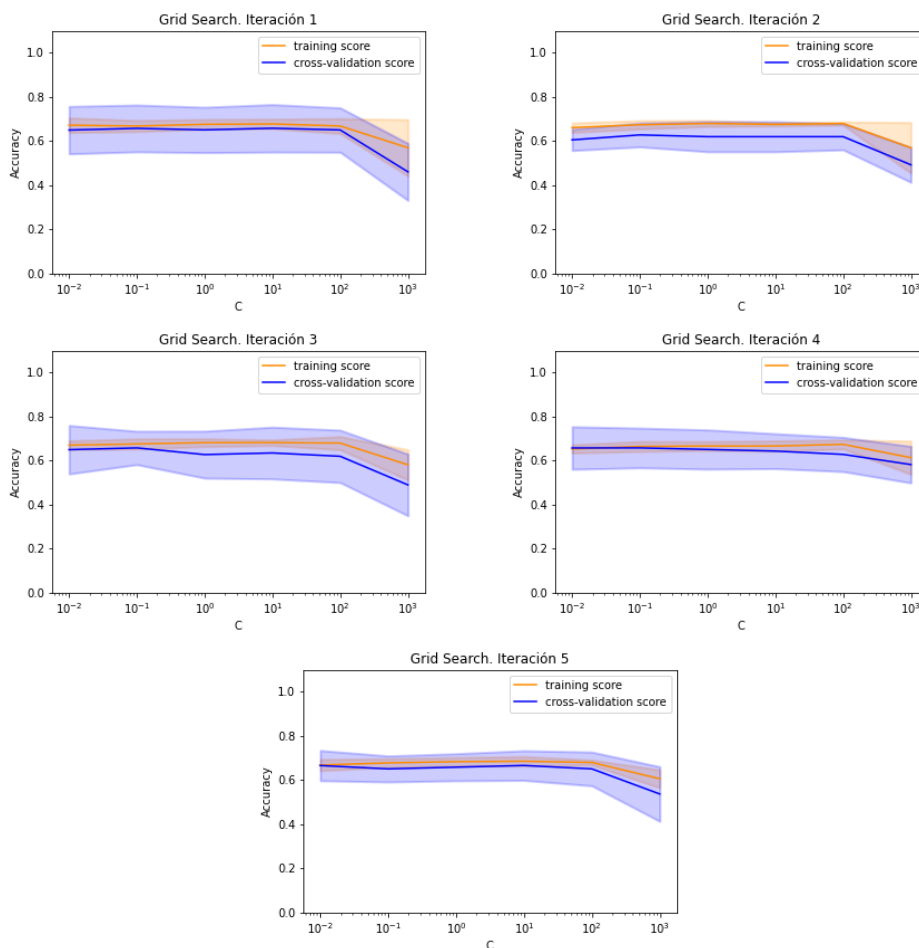 Grid Search. Iteración 1
training score
cross-validation score
1.0
0.8
0.6
0.4
0.2
0.0
Accuracy
10⁻² 10⁻¹ 10⁰ 10¹ 10² 10³
C
Grid Search. Iteración 2
training score
cross-validation score
1.0
0.8
0.6
0.4
0.2
0.0
Accuracy
10⁻² 10⁻¹ 10⁰ 10¹ 10² 10³
C
Grid Search. Iteración 3
training score
cross-validation score
1.0
0.8
0.6
0.4
0.2
0.0
Accuracy
10⁻² 10⁻¹ 10⁰ 10¹ 10² 10³
C
Grid Search. Iteración 4
training score
cross-validation score
1.0
0.8
0.6
0.4
0.2
0.0
Accuracy
10⁻² 10⁻¹ 10⁰ 10¹ 10² 10³
C
Grid Search. Iteración 5
training score
cross-validation score
1.0
0.8
0.6
0.4
0.2
0.0
Accuracy
10⁻² 10⁻¹ 10⁰ 10¹ 10² 10³
C